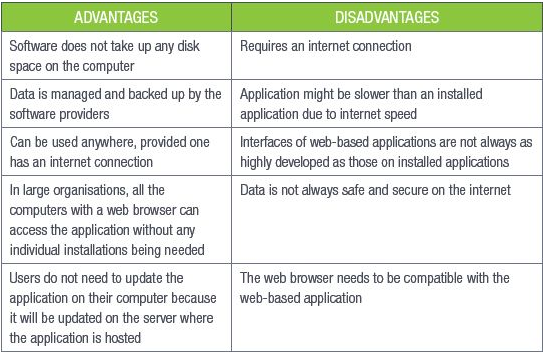 ADVANTAGES
DISADVANTAGES
Software does not take up any disk
space on the computer
Requires an internet connection
Data is managed and backed up by the
software providers
Application might be slower than an installed
application due to internet speed
Can be used anywhere, provided one
has an internet connection
Interfaces of web-based applications are not always as
highly developed as those on installed applications
In large organisations, all the
computers with a web browser can
access the application without any
individual installations being needed
Data is not always safe and secure on the internet
Users do not need to update the
application on their computer because
it will be updated on the server where
the application is hosted
The web browser needs to be compatible with the
web-based application